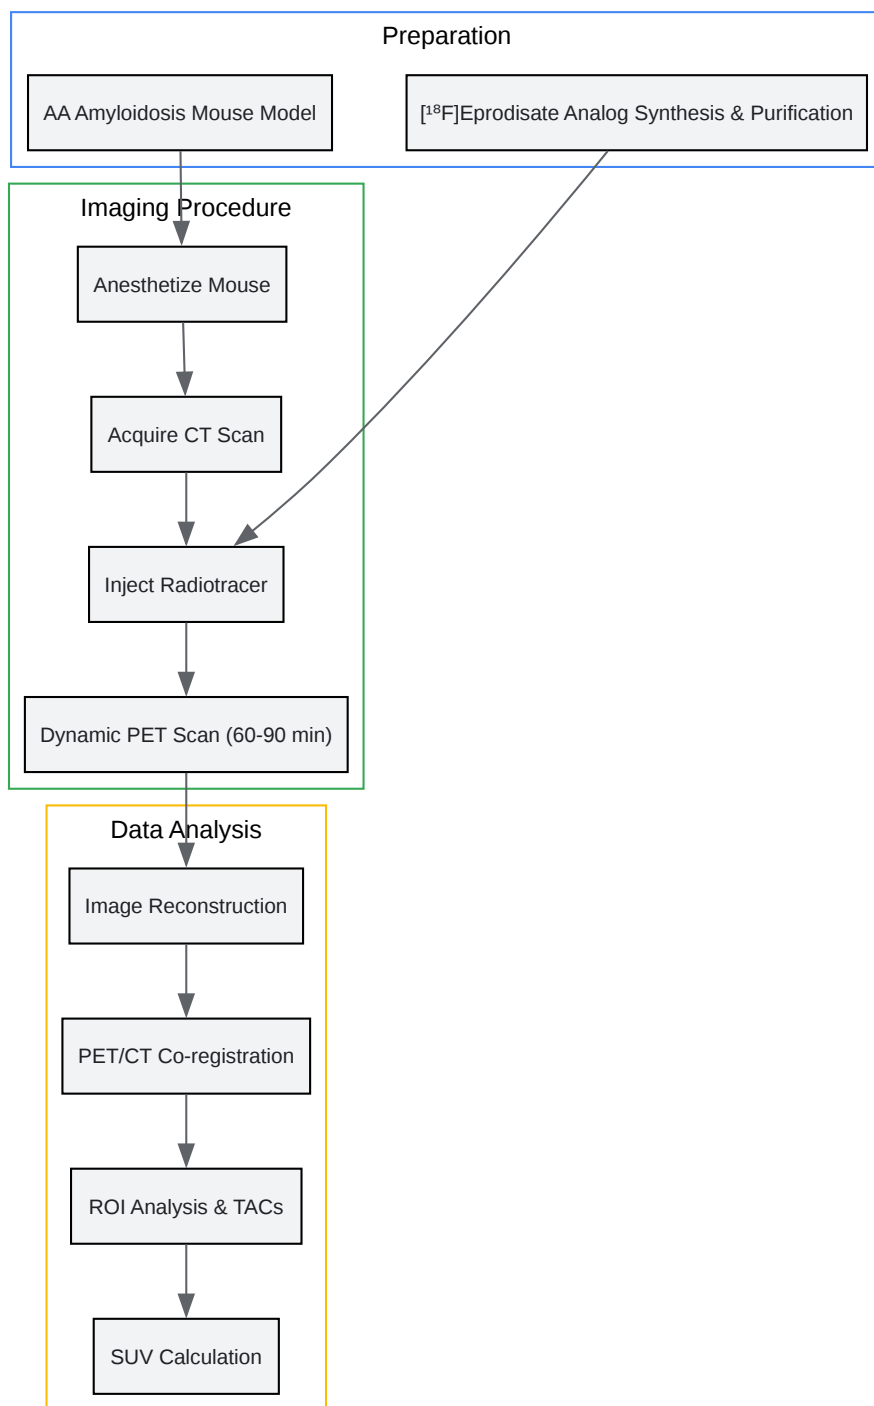 Preparation
AA Amyloidosis Mouse Model
[¹⁸F]Eprodisate Analog Synthesis & Purification
Imaging Procedure
Anesthetize Mouse
Acquire CT Scan
Inject Radiotracer
Dynamic PET Scan (60-90 min)
Data Analysis
Image Reconstruction
PET/CT Co-registration
ROI Analysis & TACs
SUV Calculation